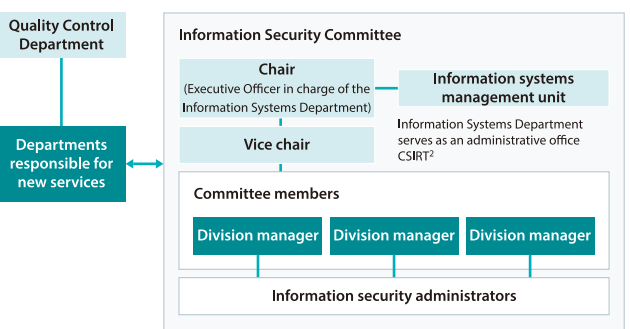 Quality Control
Department
Departments
responsible for
new services
Information Security Committee
Chair
(Executive Officer in charge of the
Information Systems Department)
Information systems
management unit
Information Systems Department
serves as an administrative office
CSIRT2
Vice chair
Committee members
Division manager
Division manager
Division manager
Information security administrators